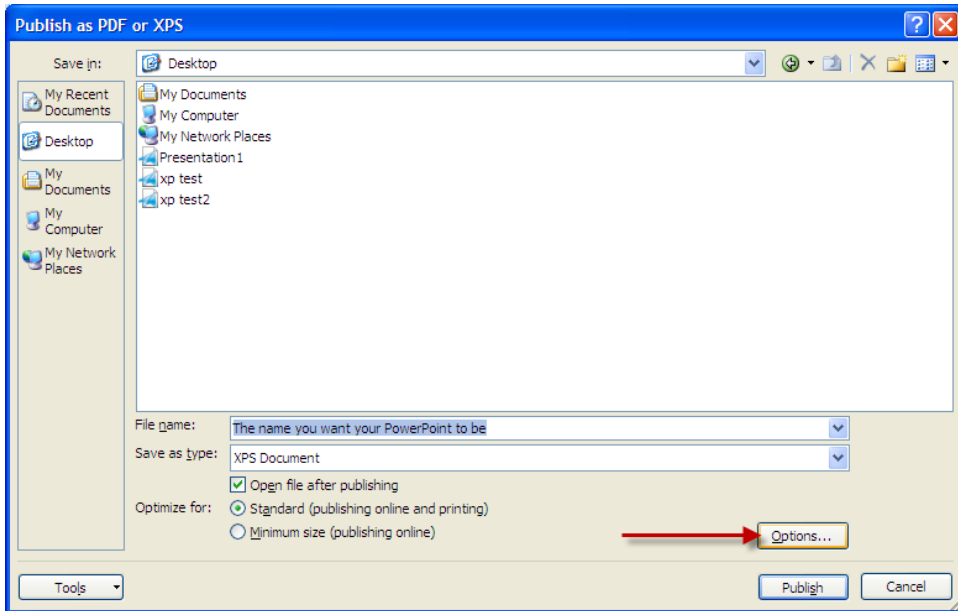 Publish as PDF or XPS
Save in:
Desktop
My Recent
Documents
Desktop
My
Documents
My
Computer
My Network
Places
My Documents
My Computer
My Network Places
Presentation1
xp test
xp test2
File name:
The name you want your PowerPoint to be
Save as type:
XPS Document
Open file after publishing
Optimize for:
Standard (publishing online and printing)
Minimum size (publishing online)
Options...
Tools
Publish
Cancel